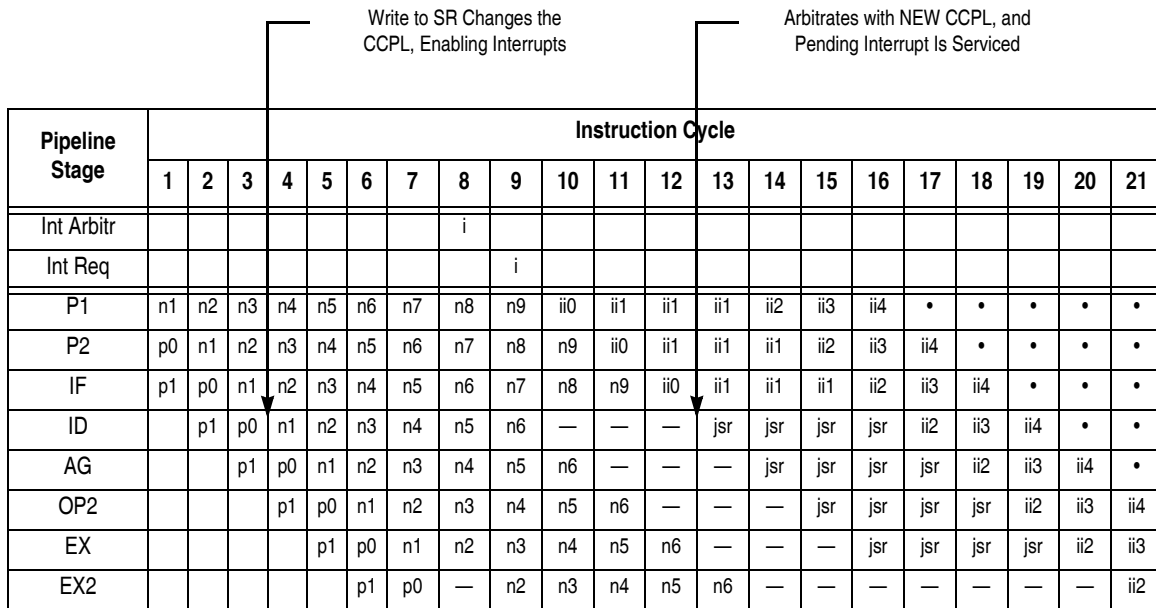 Write to SR Changes the
CCPL, Enabling Interrupts
Arbitrates with NEW CCPL, and
Pending Interrupt Is Serviced
Pipeline Stage Instruction Cycle
1 2 3 4 5 6 7 8 9 10 11 12 13 14 15 16 17 18 19 20 21
Int Arbitr i
Int Req i
P1 n1 n2 n3 n4 n5 n6 n7 n8 n9 ii0 ii1 ii1 ii1 ii2 ii3 ii4 • • • • •
P2 p0 n1 n2 n3 n4 n5 n6 n7 n8 n9 ii0 ii1 ii1 ii1 ii2 ii3 ii4 • • • •
IF p1 p0 n1 n2 n3 n4 n5 n6 n7 n8 n9 ii0 ii1 ii1 ii1 ii2 ii3 ii4 • • •
ID p1 p0 n1 n2 n3 n4 n5 n6 — — — jsr jsr jsr jsr ii2 ii3 ii4 • •
AG p1 p0 n1 n2 n3 n4 n5 n6 — — — jsr jsr jsr jsr ii2 ii3 ii4 •
OP2 p1 p0 n1 n2 n3 n4 n5 n6 — — — jsr jsr jsr jsr ii2 ii3 ii4
EX p1 p0 n1 n2 n3 n4 n5 n6 — — — jsr jsr jsr jsr ii2 ii3
EX2 p1 p0 — n2 n3 n4 n5 n6 — — — — — — — ii2